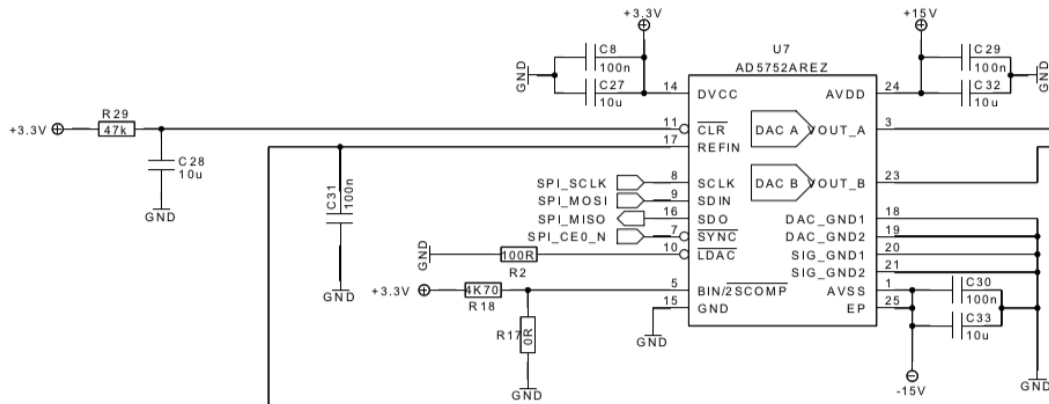 +3.3V
+15V
U7
AD5752AREZ
GND
C8
100n
C27
10u
C29
100n
C32
10u
GND
14
DVCC
AVDD
24
+3.3V
R29
47k
11
CLR
DAC A
VOUT_A
3
17
REFIN
C28
10u
GND
C31
100n
GND
DAC B
VOUT_B
23
SPI_SCLK
8
SCLK
SPI_MOSI
9
SDIN
SPI_MISO
16
SDO
SPI_CE0_N
7
SYNC
DAC_GND1
18
DAC_GND2
19
SIG_GND1
20
SIG_GND2
21
GND
100R
R2
10
LDAC
+3.3V
4K70
R18
5
BIN/2SCOMP
AVSS
1
15
GND
EP
25
C30
100n
C33
10u
R17
0R
GND
GND
-15V
GND